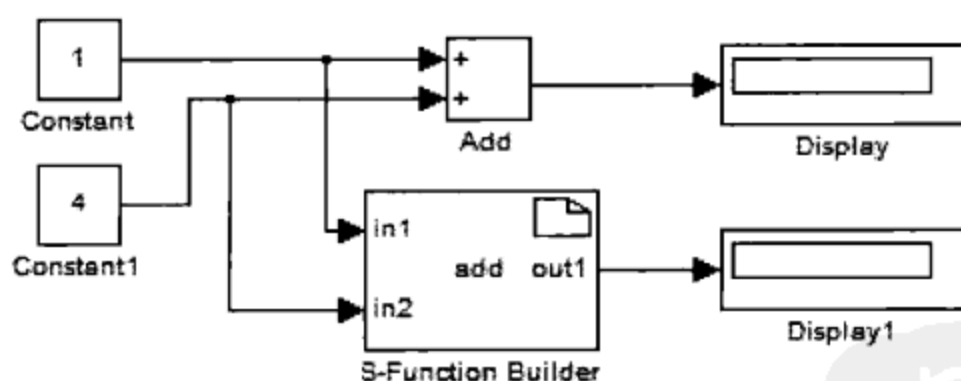 1
Constant
+
+
Add
Display
4
Constant1
in1
add out1
in2
S-Function Builder
Display1